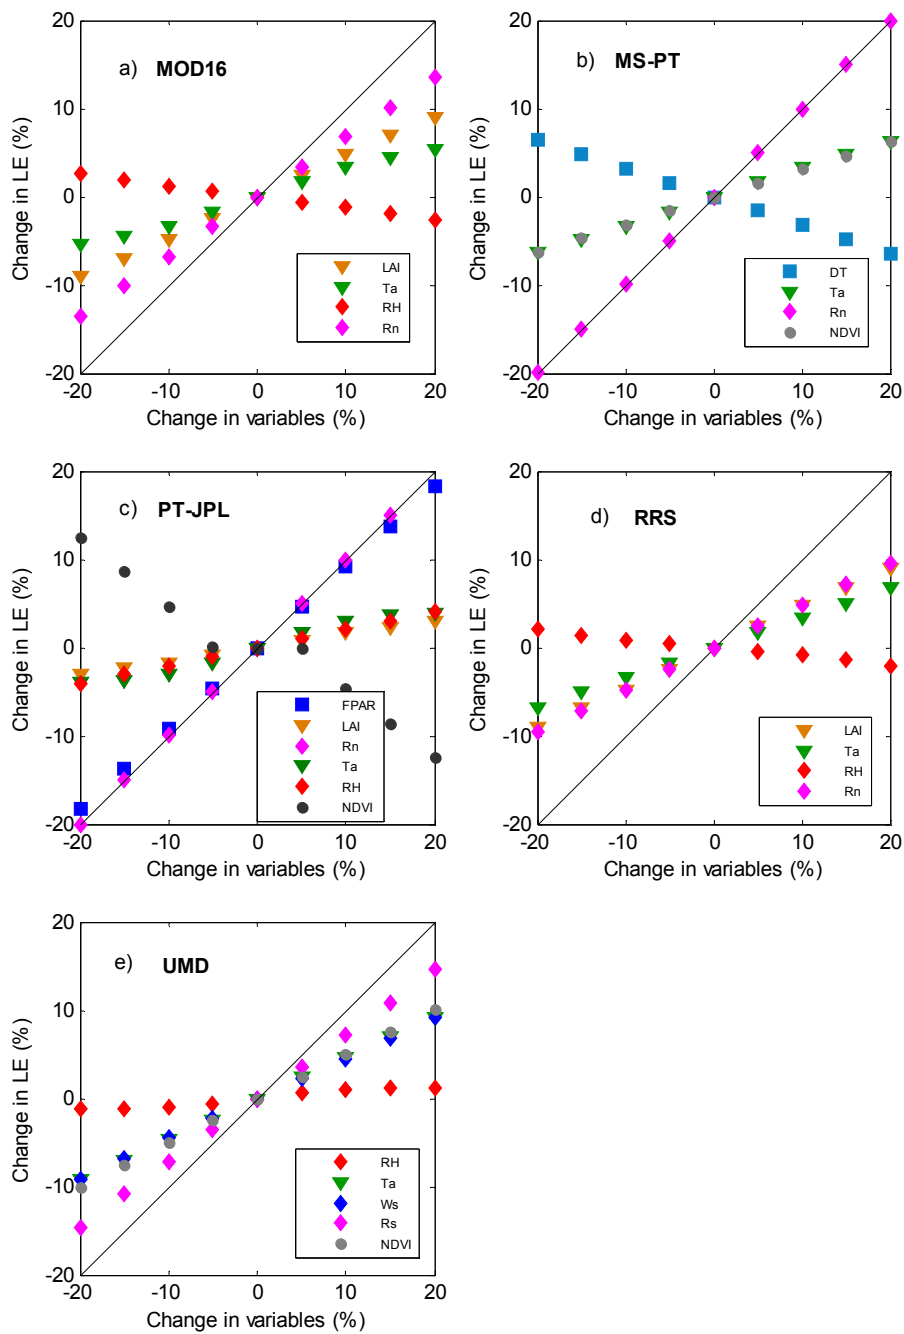 a) MOD16
Change in LE (%)
20
10
0
-10
-20
LAI
Ta
RH
Rn
-20 -10 0 10 20
Change in variables (%)
b) MS-PT
Change in LE (%)
20
10
0
-10
-20
DT
Ta
Rn
NDVI
-20 -10 0 10 20
Change in variables (%)
c) PT-JPL
Change in LE (%)
20
10
0
-10
-20
FPAR
LAI
Rn
Ta
RH
NDVI
-20 -10 0 10 20
Change in variables (%)
d) RRS
Change in LE (%)
20
10
0
-10
-20
LAI
Ta
RH
Rn
-20 -10 0 10 20
Change in variables (%)
e) UMD
Change in LE (%)
20
10
0
-10
-20
RH
Ta
Ws
Rs
NDVI
-20 -10 0 10 20
Change in variables (%)